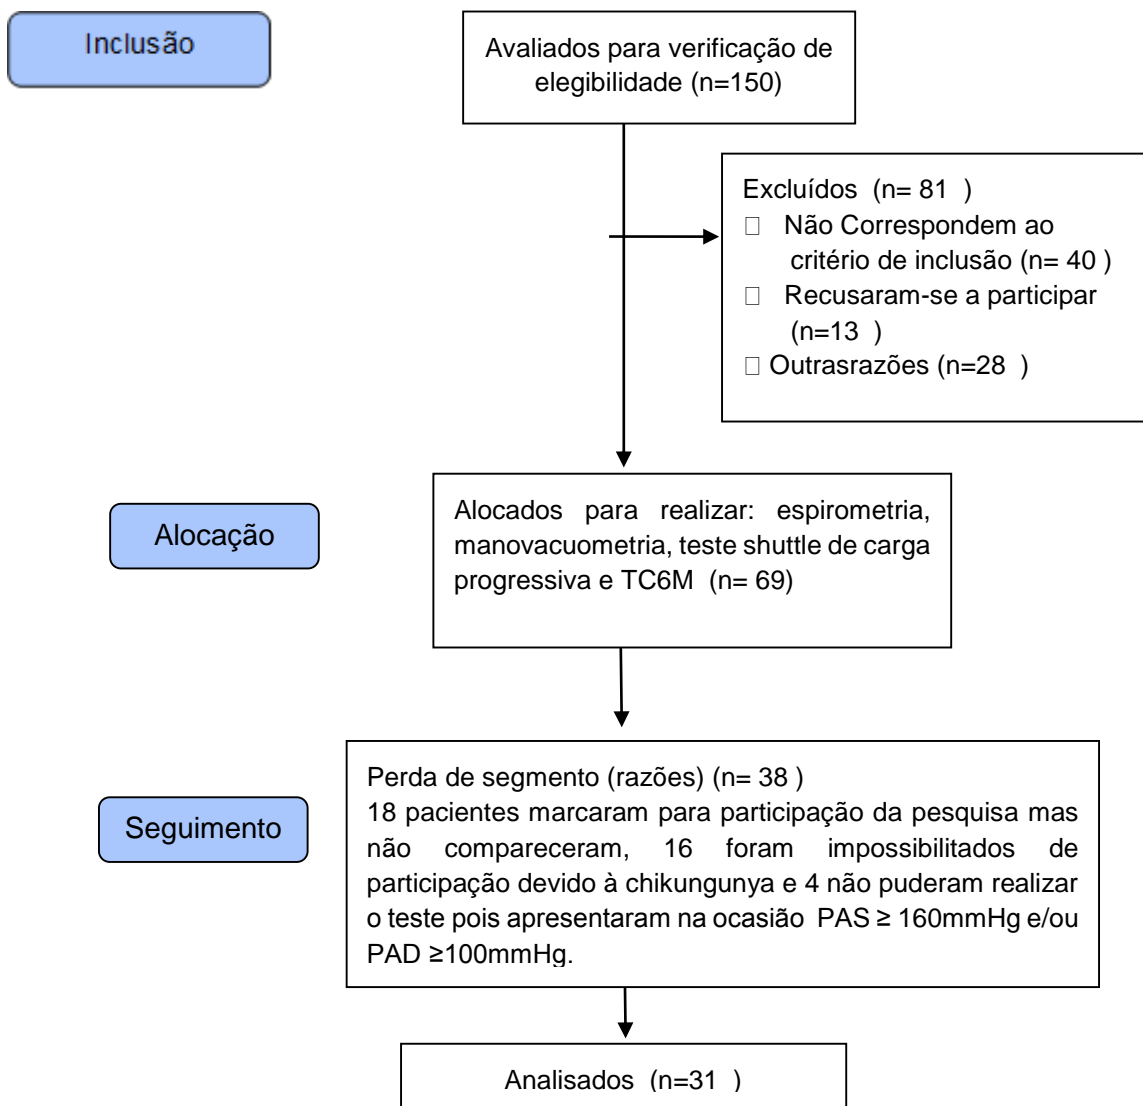 Inclusão
Avaliados para verificação de
elegibilidade (n=150)
Excluídos  (n= 81  )
□ Não Correspondem ao
critério de inclusão (n= 40 )
□ Recusaram-se a participar
(n=13  )
□ Outrasrazões (n=28  )
Alocação
Alocados para realizar: espirometria,
manovacuometria, teste shuttle de carga
progressiva e TC6M  (n= 69)
Seguimento
Perda de segmento (razões) (n= 38 )
18 pacientes marcaram para participação da pesquisa mas
não compareceram, 16 foram impossibilitados de
participação devido à chikungunya e 4 não puderam realizar
o teste pois apresentaram na ocasião  PAS ≥ 160mmHg e/ou
PAD ≥100mmHg.
Analisados  (n=31  )